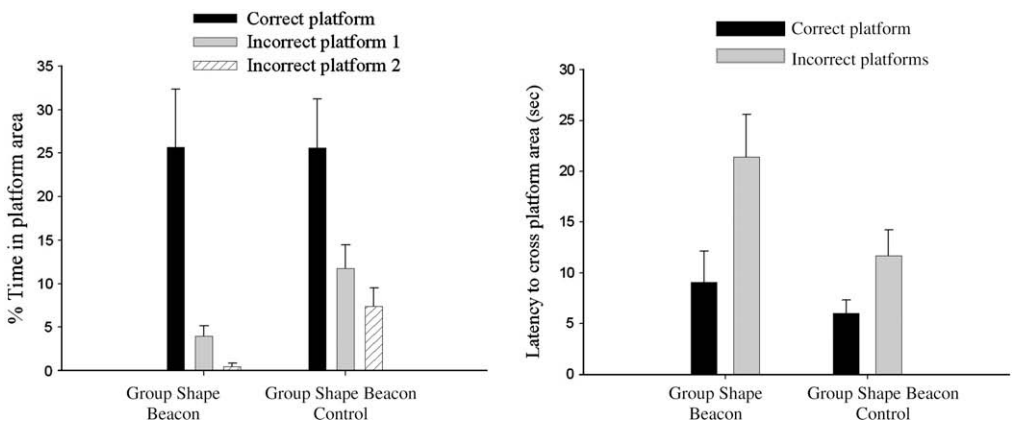 Correct platform
Incorrect platform 1
Incorrect platform 2
% Time in platform area
35
30
25
20
15
10
5
0
Group Shape
Beacon
Group Shape Beacon
Control
Correct platform
Incorrect platforms
Latency to cross platform area (sec)
30
25
20
15
10
5
0
Group Shape
Beacon
Group Shape Beacon
Control